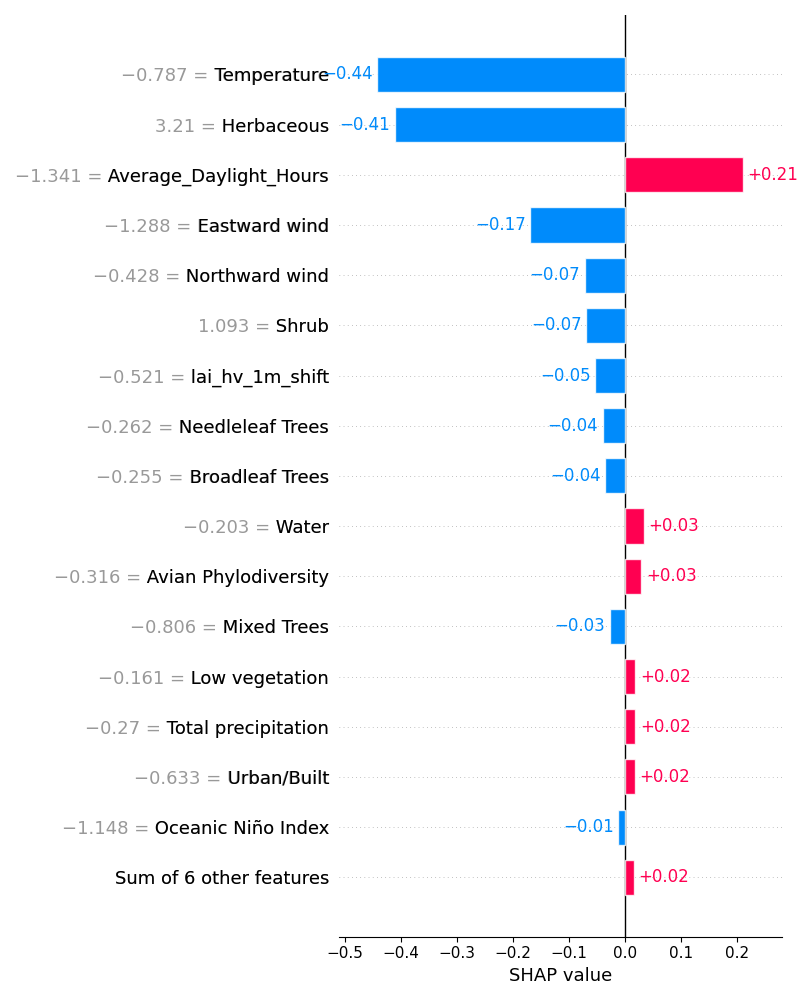 −0.787 = Temperature −0.44
3.21 = Herbaceous −0.41
−1.341 = Average_Daylight_Hours +0.21
−1.288 = Eastward wind −0.17
−0.428 = Northward wind −0.07
1.093 = Shrub −0.07
−0.521 = lai_hv_1m_shift −0.05
−0.262 = Needleleaf Trees −0.04
−0.255 = Broadleaf Trees −0.04
−0.203 = Water +0.03
−0.316 = Avian Phylodiversity +0.03
−0.806 = Mixed Trees −0.03
−0.161 = Low vegetation +0.02
−0.27 = Total precipitation +0.02
−0.633 = Urban/Built +0.02
−1.148 = Oceanic Niño Index −0.01
Sum of 6 other features +0.02
−0.5 −0.4 −0.3 −0.2 −0.1 0.0 0.1 0.2
SHAP value